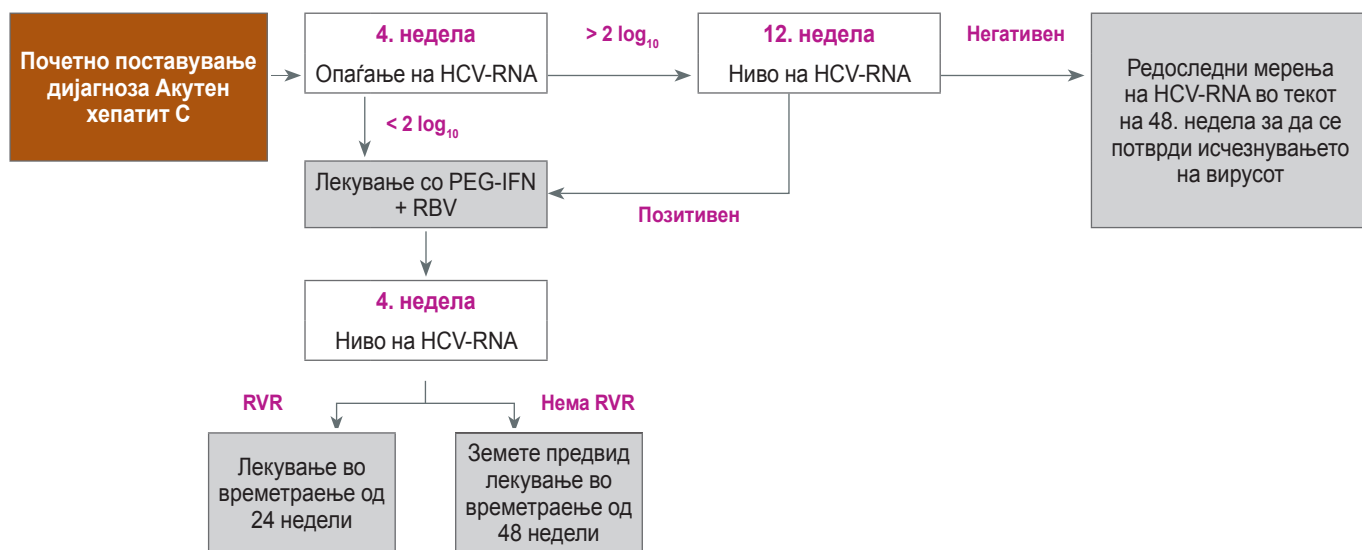 Почетно поставување
дијагноза Акутен
хепатит С
4. недела
Опаѓање на HCV-RNA
> 2 log₁₀
12. недела
Ниво на HCV-RNA
Негативен
Редоследни мерења
на HCV-RNA во текот
на 48. недела за да се
потврди исчезнувањето
на вирусот
< 2 log₁₀
Лекување со PEG-IFN
+ RBV
Позитивен
4. недела
Ниво на HCV-RNA
RVR
Нема RVR
Лекување во
времетраење од
24 недели
Земете предвид
лекување во
времетраење од
48 недели